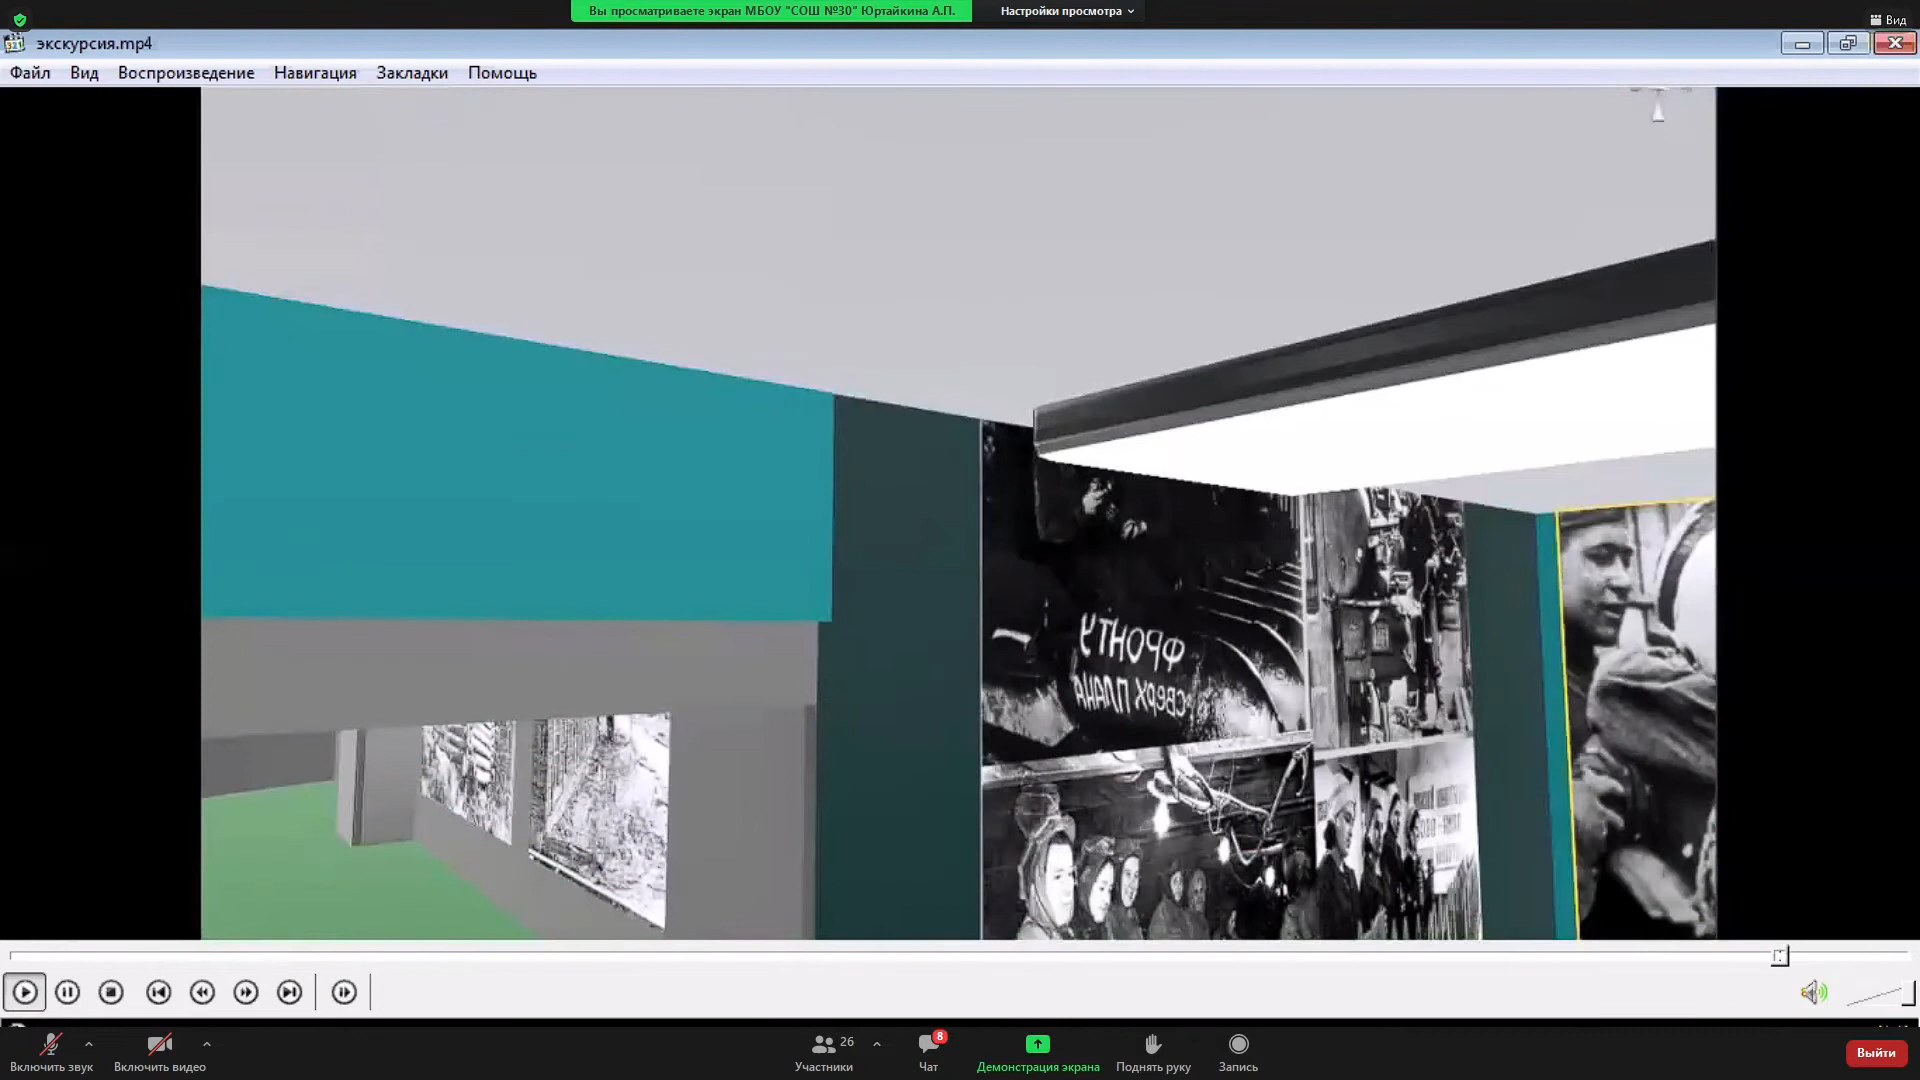 Вы просматриваете экран МБОУ "СОШ №30" Юртайкина А.П.
Настройки просмотра
Вид
экскурсия.mp4
Файл Вид Воспроизведение Навигация Закладки Помощь
ФРОНТУ
СВЕРХ ПЛАНА
Включить звук
Включить видео
26
Участники
8
Чат
Демонстрация экрана
Поднять руку
Запись
Выйти